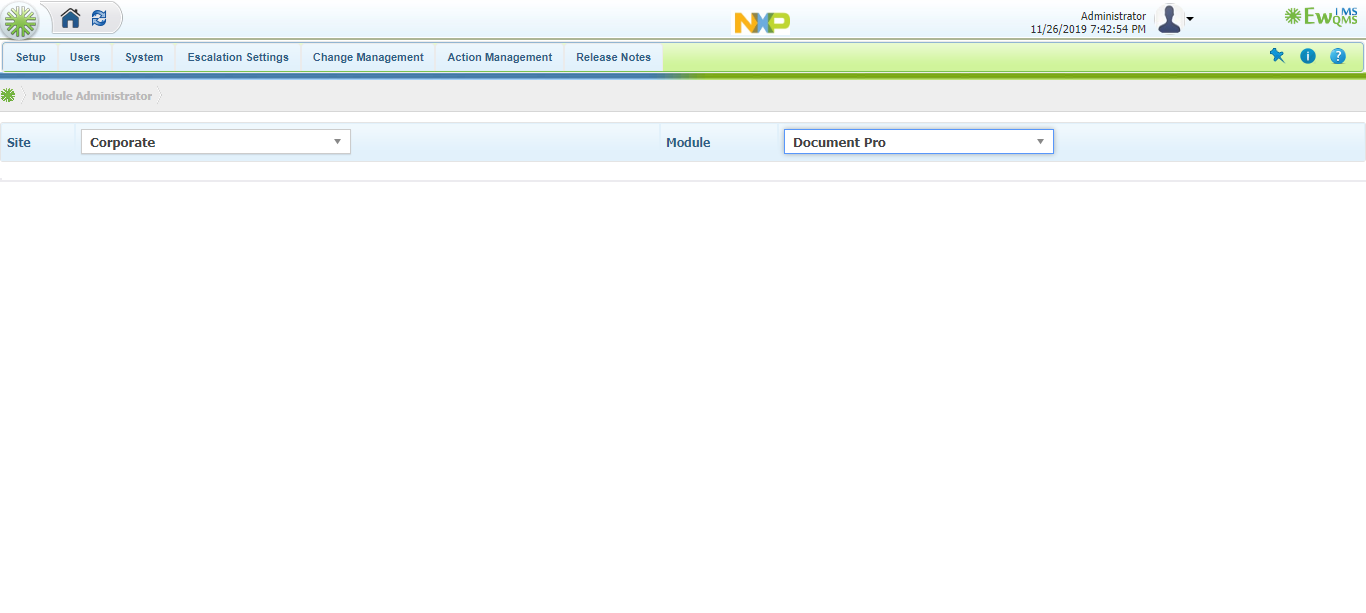 NXP
Administrator
11/26/2019 7:42:54 PM
EwQMS iMS
Setup Users System Escalation Settings Change Management Action Management Release Notes
Module Administrator
Site Corporate Module Document Pro